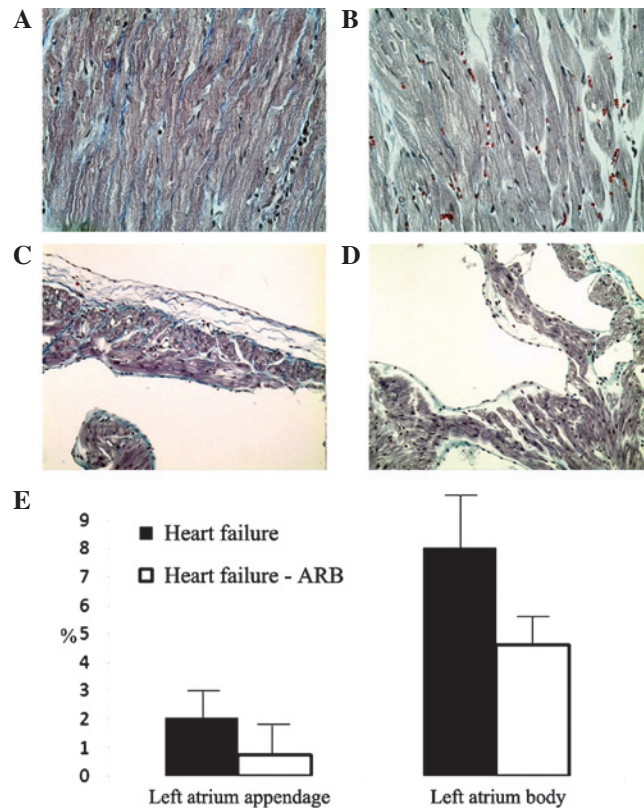 A
B
C
D
E
9
8
7
6
5
4
3
2
1
0
%
Heart failure
Heart failure - ARB
Left atrium appendage
Left atrium body